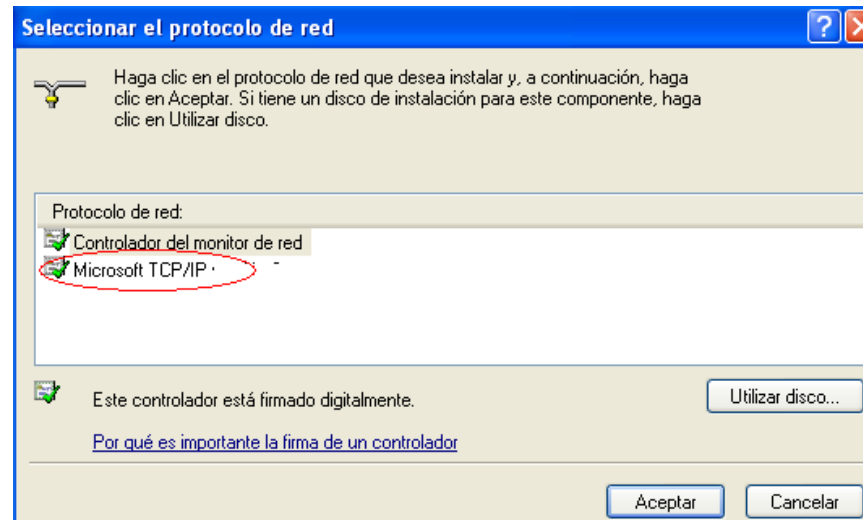 Seleccionar el protocolo de red
Haga clic en el protocolo de red que desea instalar y, a continuación, haga
clic en Aceptar. Si tiene un disco de instalación para este componente, haga
clic en Utilizar disco.
Protocolo de red:
Controlador del monitor de red
Microsoft TCP/IP
Este controlador está firmado digitalmente.
Utilizar disco...
Por qué es importante la firma de un controlador
Aceptar
Cancelar